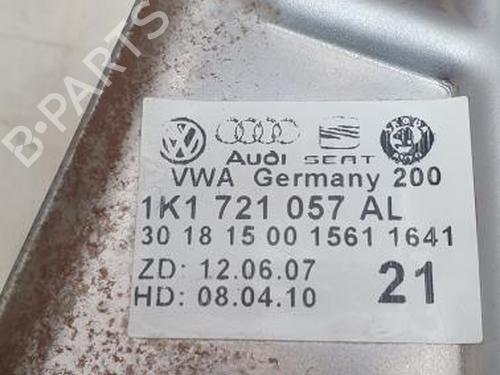 B-PARTS
SKODA
AUDI SEAT
VWA Germany 200
1K1 721 057 AL
30 18 15 00 1561 1641
ZD: 12.06.07
HD: 08.04.10 21